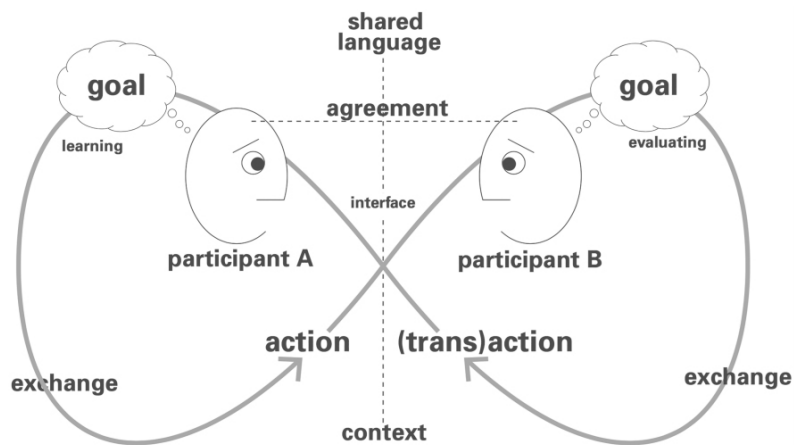 shared
language
goal
goal
agreement
learning
evaluating
interface
participant A
participant B
action
(trans)action
exchange
exchange
context